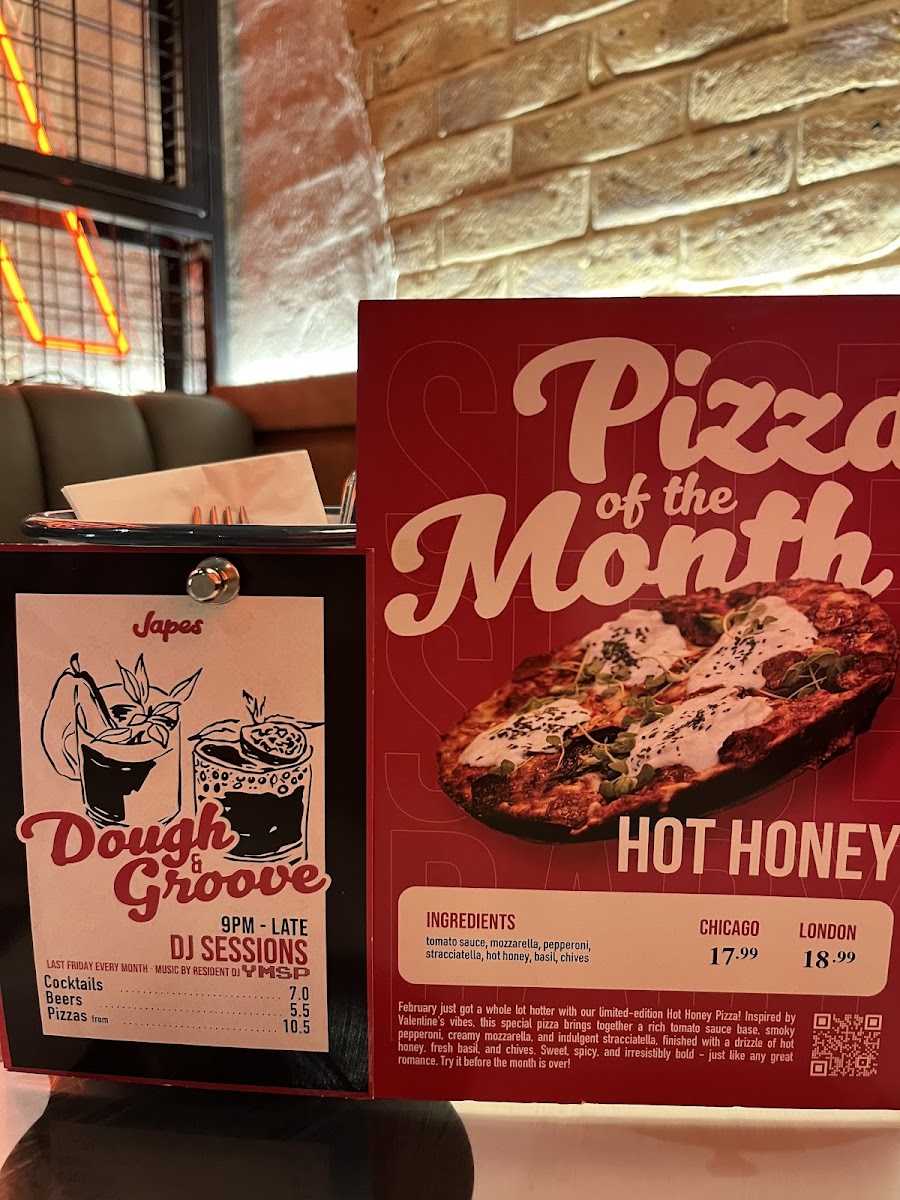 Japes
Dough
&
Groove
9PM - LATE
DJ SESSIONS
LAST FRIDAY EVERY MONTH - MUSIC BY RESIDENT DJ YMSP
Cocktails 7.0
Beers 5.5
Pizzas from 10.5
Pizza
of the
Month
HOT HONEY
INGREDIENTS
tomato sauce, mozzarella, pepperoni,
stracciatella, hot honey, basil, chives
CHICAGO LONDON
17.99 18.99
February just got a whole lot hotter with our limited-edition Hot Honey Pizza! Inspired by
Valentine's vibes, this special pizza brings together a rich tomato sauce base, smoky
pepperoni, creamy mozzarella, and indulgent stracciatella, finished with a drizzle of hot
honey, fresh basil, and chives. Sweet, spicy, and irresistibly bold - just like any great
romance. Try it before the month is over!